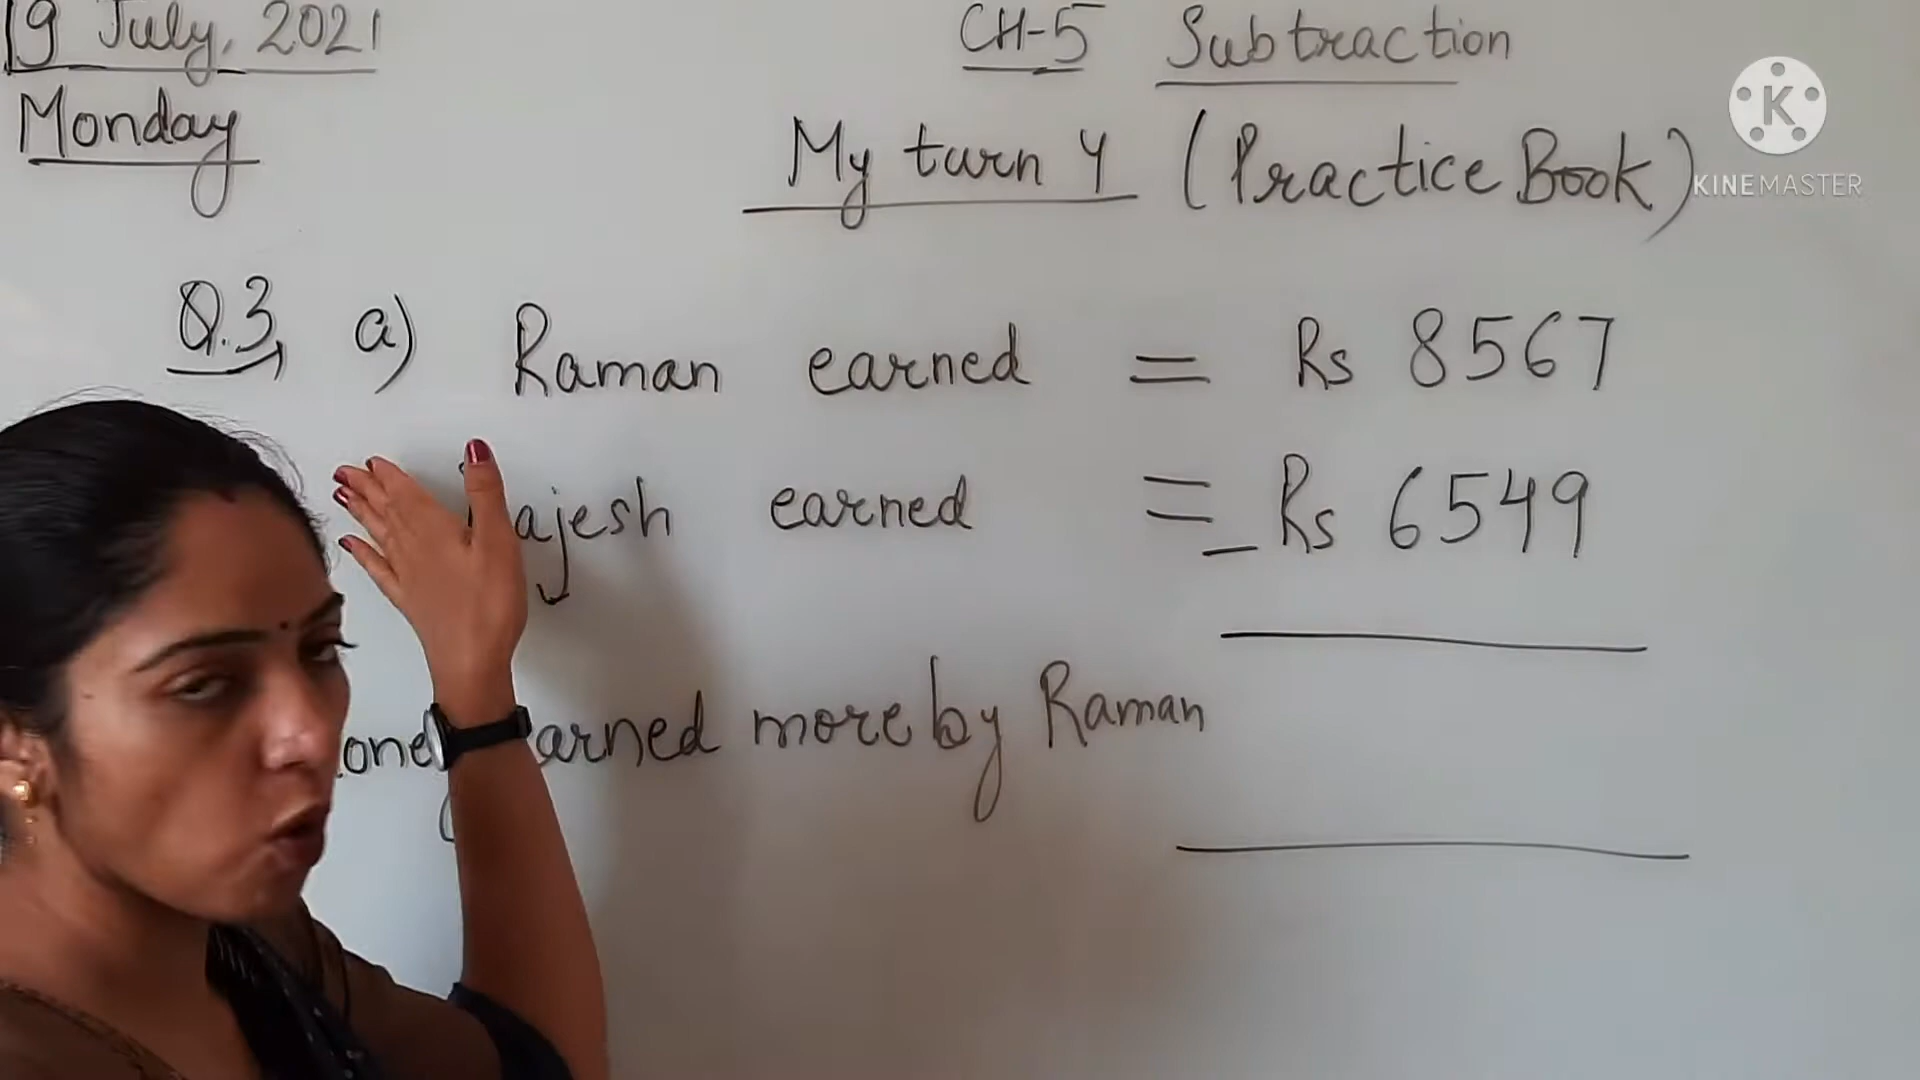 19 July, 2021
Monday
CH-5 Subtraction
My turn 4 (Practice Book)
KINEMASTER
Q.3, a) Raman earned = Rs 8567
ajesh earned = - Rs 6549
one arned more by Raman